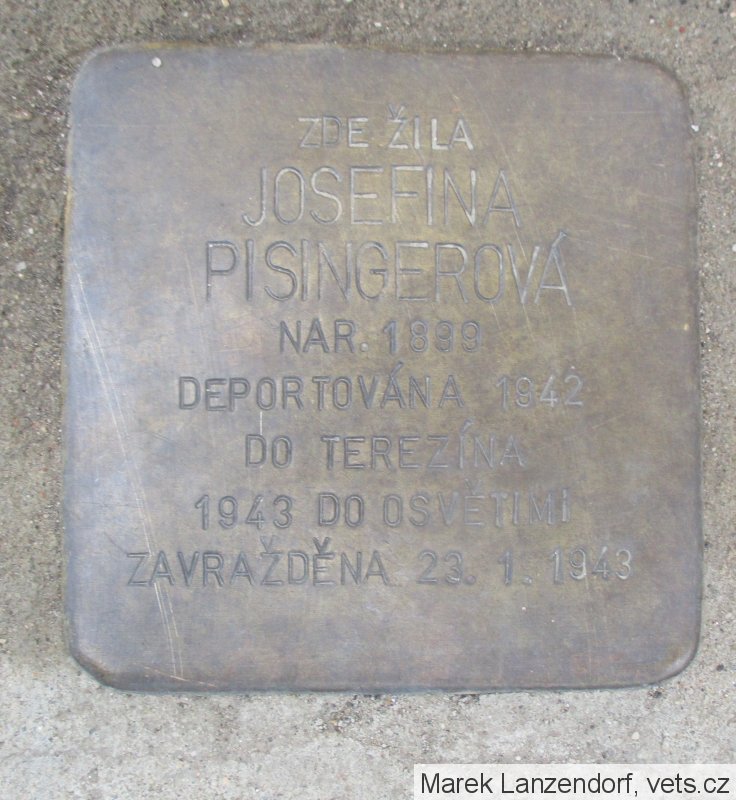 ZDE ŽILA
JOSEFINA
PISINGEROVÁ
NAR. 1899
DEPORTOVÁNA 1942
DO TEREZÍNA
1943 DO OSVĚTIMI
ZAVRAŽDĚNA 23. 1. 1943
Marek Lanzendorf, vets.cz